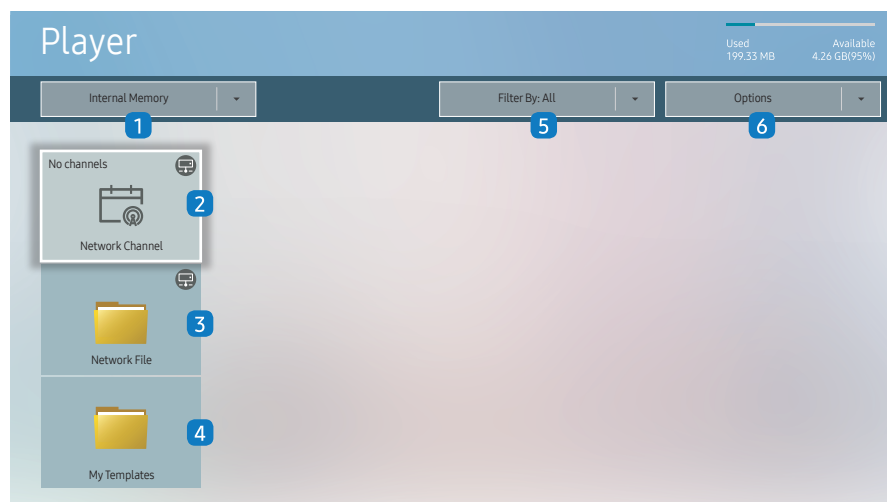 Player
Used Available
199.33 MB 4.26 GB(95%)
Internal Memory Filter By: All Options
1 5 6
No channels
2
Network Channel
3
Network File
4
My Templates